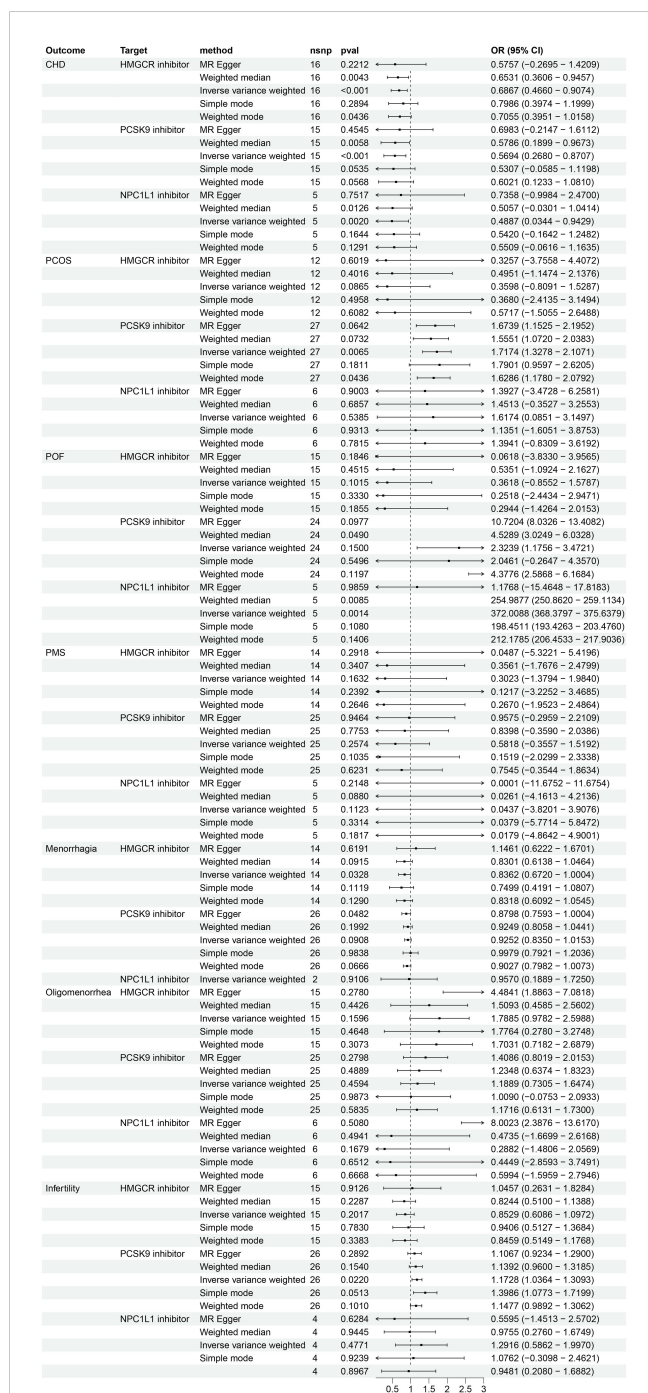 Outcome Target method nsnp pval OR (95% CI)
CHD HMGCR inhibitor MR Egger 16 0.2212 0.5757 (−0.2695 − 1.4209)
Weighted median 16 0.0043 0.6531 (0.3606 − 0.9457)
Inverse variance weighted 16 <0.001 0.6867 (0.4660 − 0.9074)
Simple mode 16 0.2894 0.7986 (0.3974 − 1.1999)
Weighted mode 16 0.0436 0.7055 (0.3951 − 1.0158)
PCSK9 inhibitor MR Egger 15 0.4545 0.6983 (−0.2147 − 1.6112)
Weighted median 15 0.0058 0.5786 (0.1899 − 0.9673)
Inverse variance weighted 15 <0.001 0.5694 (0.2680 − 0.8707)
Simple mode 15 0.0535 0.5307 (−0.0585 − 1.1198)
Weighted mode 15 0.0568 0.6021 (0.1233 − 1.0810)
NPC1L1 inhibitor MR Egger 5 0.7517 0.7358 (−0.9984 − 2.4700)
Weighted median 5 0.0126 0.5057 (−0.0301 − 1.0414)
Inverse variance weighted 5 0.0020 0.4887 (0.0344 − 0.9429)
Simple mode 5 0.1644 0.5420 (−0.1642 − 1.2482)
Weighted mode 5 0.1291 0.5509 (−0.0616 − 1.1635)
PCOS HMGCR inhibitor MR Egger 12 0.6019 0.3257 (−3.7558 − 4.4072)
Weighted median 12 0.4016 0.4951 (−1.1474 − 2.1376)
Inverse variance weighted 12 0.0865 0.3598 (−0.8091 − 1.5287)
Simple mode 12 0.4958 0.3680 (−2.4135 − 3.1494)
Weighted mode 12 0.6082 0.5717 (−1.5055 − 2.6488)
PCSK9 inhibitor MR Egger 27 0.0642 1.6739 (1.1525 − 2.1952)
Weighted median 27 0.0732 1.5551 (1.0720 − 2.0383)
Inverse variance weighted 27 0.0065 1.7174 (1.3278 − 2.1071)
Simple mode 27 0.1811 1.7901 (0.9597 − 2.6205)
Weighted mode 27 0.0436 1.6286 (1.1780 − 2.0792)
NPC1L1 inhibitor MR Egger 6 0.9003 1.3927 (−3.4728 − 6.2581)
Weighted median 6 0.6857 1.4513 (−0.3527 − 3.2553)
Inverse variance weighted 6 0.5385 1.6174 (0.0851 − 3.1497)
Simple mode 6 0.9313 1.1351 (−1.6051 − 3.8753)
Weighted mode 6 0.7815 1.3941 (−0.8309 − 3.6192)
POF HMGCR inhibitor MR Egger 15 0.1846 0.0618 (−3.8330 − 3.9565)
Weighted median 15 0.4515 0.5351 (−1.0924 − 2.1627)
Inverse variance weighted 15 0.1015 0.3618 (−0.8552 − 1.5787)
Simple mode 15 0.3330 0.2518 (−2.4434 − 2.9471)
Weighted mode 15 0.1855 0.2944 (−1.4264 − 2.0153)
PCSK9 inhibitor MR Egger 24 0.0977 10.7204 (8.0326 − 13.4082)
Weighted median 24 0.0490 4.5289 (3.0249 − 6.0328)
Inverse variance weighted 24 0.1500 2.3239 (1.1756 − 3.4721)
Simple mode 24 0.5496 2.0461 (−0.2647 − 4.3570)
Weighted mode 24 0.1197 4.3776 (2.5868 − 6.1684)
NPC1L1 inhibitor MR Egger 5 0.9859 1.1768 (−15.4648 − 17.8183)
Weighted median 5 0.0085 254.9877 (250.8620 − 259.1134)
Inverse variance weighted 5 0.0014 372.0088 (368.3797 − 375.6379)
Simple mode 5 0.1080 198.4511 (193.4263 − 203.4760)
Weighted mode 5 0.1406 212.1785 (206.4533 − 217.9036)
PMS HMGCR inhibitor MR Egger 14 0.2918 0.0487 (−5.3221 − 5.4196)
Weighted median 14 0.3407 0.3561 (−1.7676 − 2.4799)
Inverse variance weighted 14 0.1632 0.3023 (−1.3794 − 1.9840)
Simple mode 14 0.2392 0.1217 (−3.2252 − 3.4685)
Weighted mode 14 0.2646 0.2670 (−1.9523 − 2.4864)
PCSK9 inhibitor MR Egger 25 0.9464 0.9575 (−0.2959 − 2.2109)
Weighted median 25 0.7753 0.8398 (−0.3590 − 2.0386)
Inverse variance weighted 25 0.2574 0.5818 (−0.3557 − 1.5192)
Simple mode 25 0.1035 0.1519 (−2.0299 − 2.3338)
Weighted mode 25 0.6231 0.7545 (−0.3544 − 1.8634)
NPC1L1 inhibitor MR Egger 5 0.2148 0.0001 (−11.6752 − 11.6754)
Weighted median 5 0.0880 0.0261 (−4.1613 − 4.2136)
Inverse variance weighted 5 0.1123 0.0437 (−3.8201 − 3.9076)
Simple mode 5 0.3314 0.0379 (−5.7714 − 5.8472)
Weighted mode 5 0.1817 0.0179 (−4.8642 − 4.9001)
Menorrhagia HMGCR inhibitor MR Egger 14 0.6191 1.1461 (0.6222 − 1.6701)
Weighted median 14 0.0915 0.8301 (0.6138 − 1.0464)
Inverse variance weighted 14 0.0328 0.8362 (0.6720 − 1.0004)
Simple mode 14 0.1119 0.7499 (0.4191 − 1.0807)
Weighted mode 14 0.1290 0.8318 (0.6092 − 1.0545)
PCSK9 inhibitor MR Egger 26 0.0482 0.8798 (0.7593 − 1.0004)
Weighted median 26 0.1992 0.9249 (0.8058 − 1.0441)
Inverse variance weighted 26 0.0908 0.9252 (0.8350 − 1.0153)
Simple mode 26 0.9838 0.9979 (0.7921 − 1.2036)
Weighted mode 26 0.0666 0.9027 (0.7982 − 1.0073)
NPC1L1 inhibitor Inverse variance weighted 2 0.9106 0.9570 (0.1889 − 1.7250)
Oligomenorrhea HMGCR inhibitor MR Egger 15 0.2780 4.4841 (1.8863 − 7.0818)
Weighted median 15 0.4426 1.5093 (0.4585 − 2.5602)
Inverse variance weighted 15 0.1596 1.7885 (0.9782 − 2.5988)
Simple mode 15 0.4648 1.7764 (0.2780 − 3.2748)
Weighted mode 15 0.3073 1.7031 (0.7182 − 2.6879)
PCSK9 inhibitor MR Egger 25 0.2798 1.4086 (0.8019 − 2.0153)
Weighted median 25 0.4889 1.2348 (0.6374 − 1.8323)
Inverse variance weighted 25 0.4594 1.1889 (0.7305 − 1.6474)
Simple mode 25 0.9873 1.0090 (−0.0753 − 2.0933)
Weighted mode 25 0.5835 1.1716 (0.6131 − 1.7300)
NPC1L1 inhibitor MR Egger 6 0.5080 8.0023 (2.3876 − 13.6170)
Weighted median 6 0.4941 0.4735 (−1.6699 − 2.6168)
Inverse variance weighted 6 0.1679 0.2882 (−1.4806 − 2.0569)
Simple mode 6 0.6512 0.4449 (−2.8593 − 3.7491)
Weighted mode 6 0.6668 0.5994 (−1.5959 − 2.7946)
Infertility HMGCR inhibitor MR Egger 15 0.9126 1.0457 (0.2631 − 1.8284)
Weighted median 15 0.2287 0.8244 (0.5100 − 1.1388)
Inverse variance weighted 15 0.2017 0.8529 (0.6086 − 1.0972)
Simple mode 15 0.7830 0.9406 (0.5127 − 1.3684)
Weighted mode 15 0.3383 0.8459 (0.5149 − 1.1768)
PCSK9 inhibitor MR Egger 26 0.2892 1.1067 (0.9234 − 1.2900)
Weighted median 26 0.1540 1.1392 (0.9600 − 1.3185)
Inverse variance weighted 26 0.0220 1.1728 (1.0364 − 1.3093)
Simple mode 26 0.0513 1.3986 (1.0773 − 1.7199)
Weighted mode 26 0.1010 1.1477 (0.9892 − 1.3062)
NPC1L1 inhibitor MR Egger 4 0.6284 0.5595 (−1.4513 − 2.5702)
Weighted median 4 0.9445 0.9755 (0.2760 − 1.6749)
Inverse variance weighted 4 0.4771 1.2916 (0.5862 − 1.9970)
Simple mode 4 0.9239 1.0762 (−0.3098 − 2.4621)
4 0.8967 0.9481 (0.2080 − 1.6882)
0.5 1 1.5 2 2.5 3